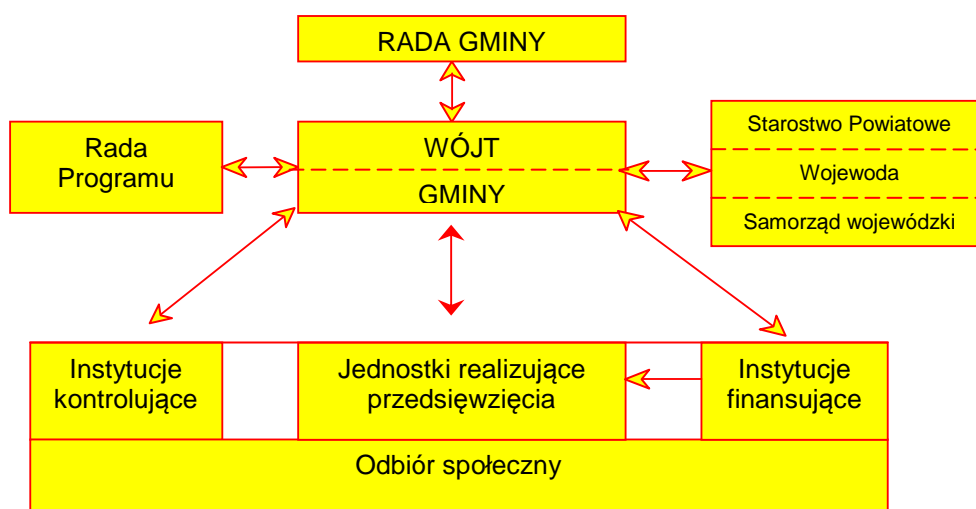 RADA GMINY
Rada
Programu
WÓJT
GMINY
Starostwo Powiatowe
Wojewoda
Samorząd wojewódzki
Instytucje
kontrolujące
Jednostki realizujące
przedsięwzięcia
Instytucje
finansujące
Odbiór społeczny